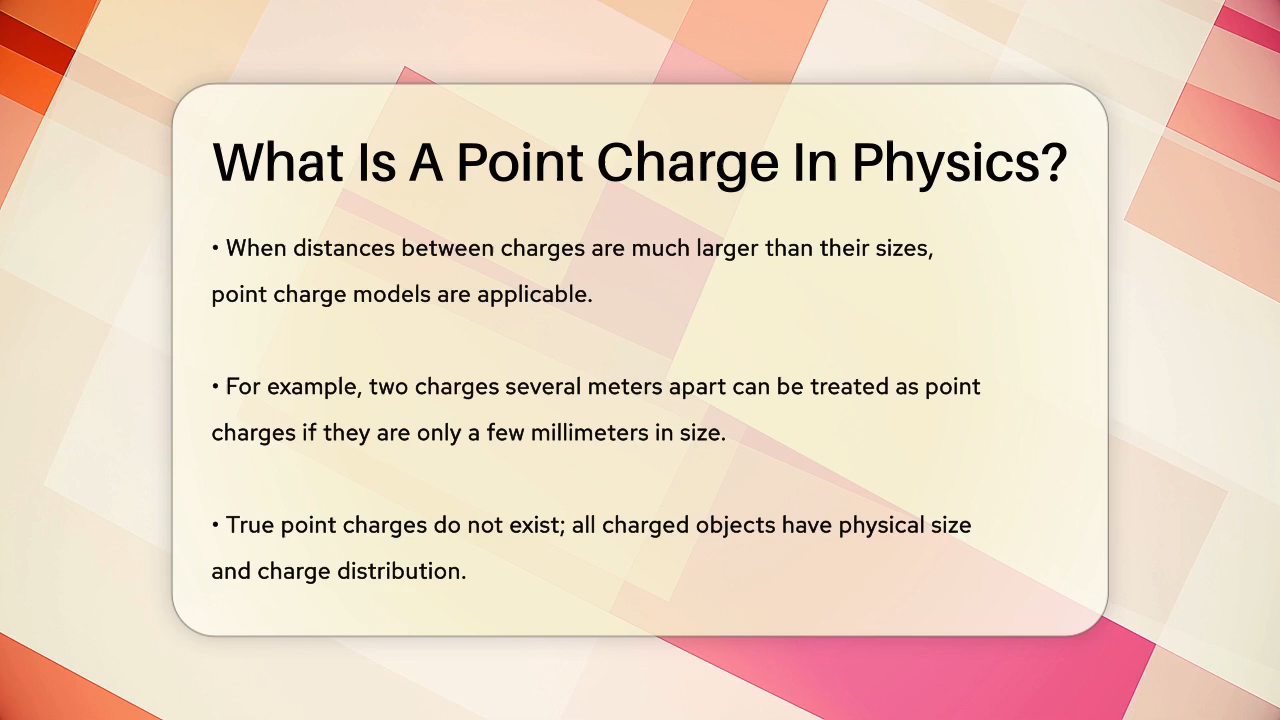 What Is A Point Charge In Physics?
• When distances between charges are much larger than their sizes,
point charge models are applicable.
• For example, two charges several meters apart can be treated as point
charges if they are only a few millimeters in size.
• True point charges do not exist; all charged objects have physical size
and charge distribution.